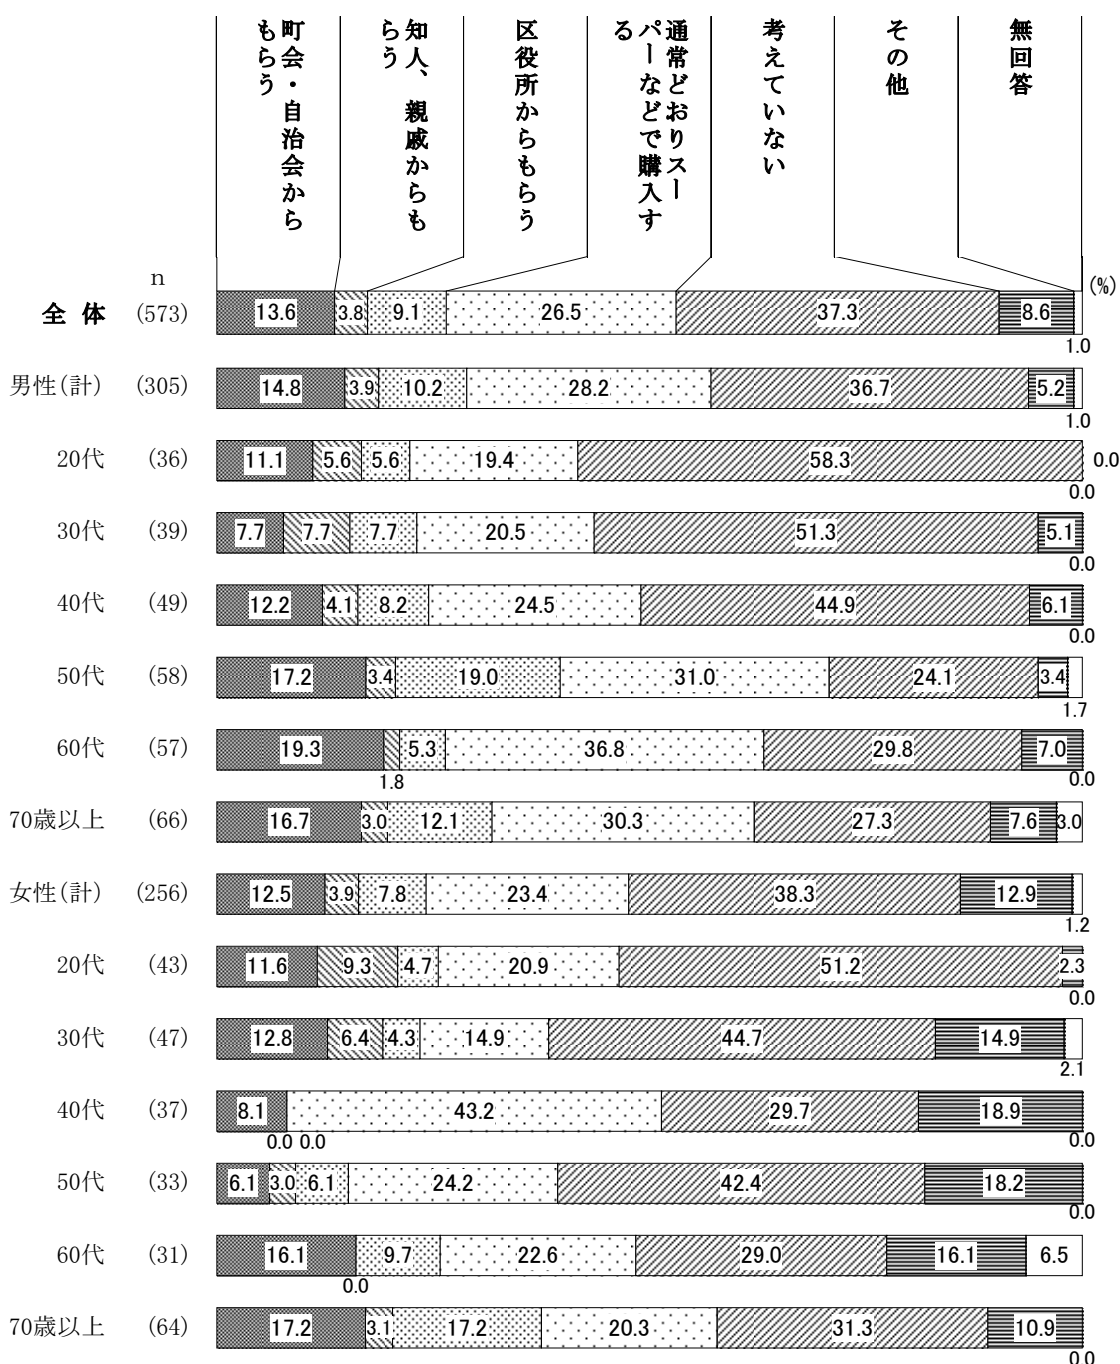 町会・自治会から
もらう
知人、親戚からも
らう
区役所からもらう
通常どおりスー
パーなどで購入す
る
考えていない
その他
無回答
n
(%)
全 体 (573) 13.6 3.8 9.1 26.5 37.3 8.6
1.0
男性(計) (305) 14.8 3.9 10.2 28.2 36.7 5.2
1.0
20代 (36) 11.1 5.6 5.6 19.4 58.3 0.0
0.0
30代 (39) 7.7 7.7 7.7 20.5 51.3 5.1
0.0
40代 (49) 12.2 4.1 8.2 24.5 44.9 6.1
0.0
50代 (58) 17.2 3.4 19.0 31.0 24.1 3.4
1.7
60代 (57) 19.3 5.3 36.8 29.8 7.0
1.8 0.0
70歳以上 (66) 16.7 3.0 12.1 30.3 27.3 7.6 3.0
女性(計) (256) 12.5 3.9 7.8 23.4 38.3 12.9
1.2
20代 (43) 11.6 9.3 4.7 20.9 51.2 2.3
0.0
30代 (47) 12.8 6.4 4.3 14.9 44.7 14.9
2.1
40代 (37) 8.1 43.2 29.7 18.9
0.0 0.0 0.0
50代 (33) 6.1 3.0 6.1 24.2 42.4 18.2
0.0
60代 (31) 16.1 9.7 22.6 29.0 16.1 6.5
0.0
70歳以上 (64) 17.2 3.1 17.2 20.3 31.3 10.9
0.0